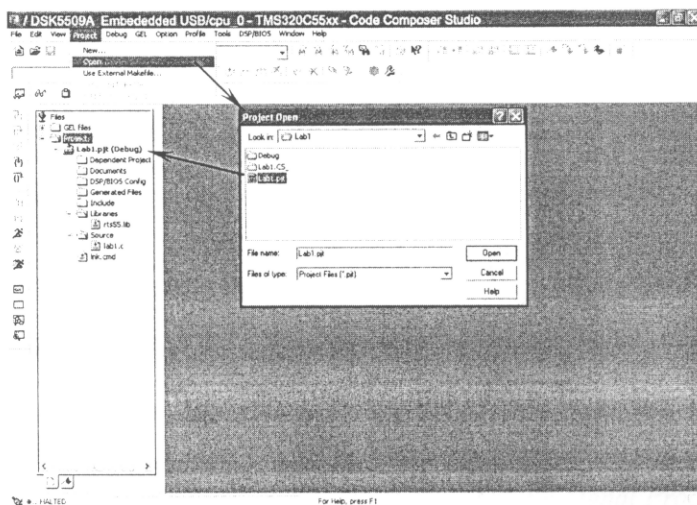 / DSK5509A_Embededded USB/cpu_0 - TMS320C55xx - Code Composer Studio
File Edit View Project Debug GEL Option Profile Tools DSP/BIOS Window Help
New...
Open...
Use External Makefile...
Files
GEL files
Projects
Lab1.pjt (Debug)
Dependent Project
Documents
DSP/BIOS Config
Generated Files
Include
Libraries
rts55.lib
Source
lab1.c
lnk.cmd
Project Open
Look in: Lab1
Debug
Lab1.CS_
Lab1.pjt
File name: Lab1.pjt
Open
Files of type: Project Files (*.pjt)
Cancel
Help
HALTED
For Help, press F1